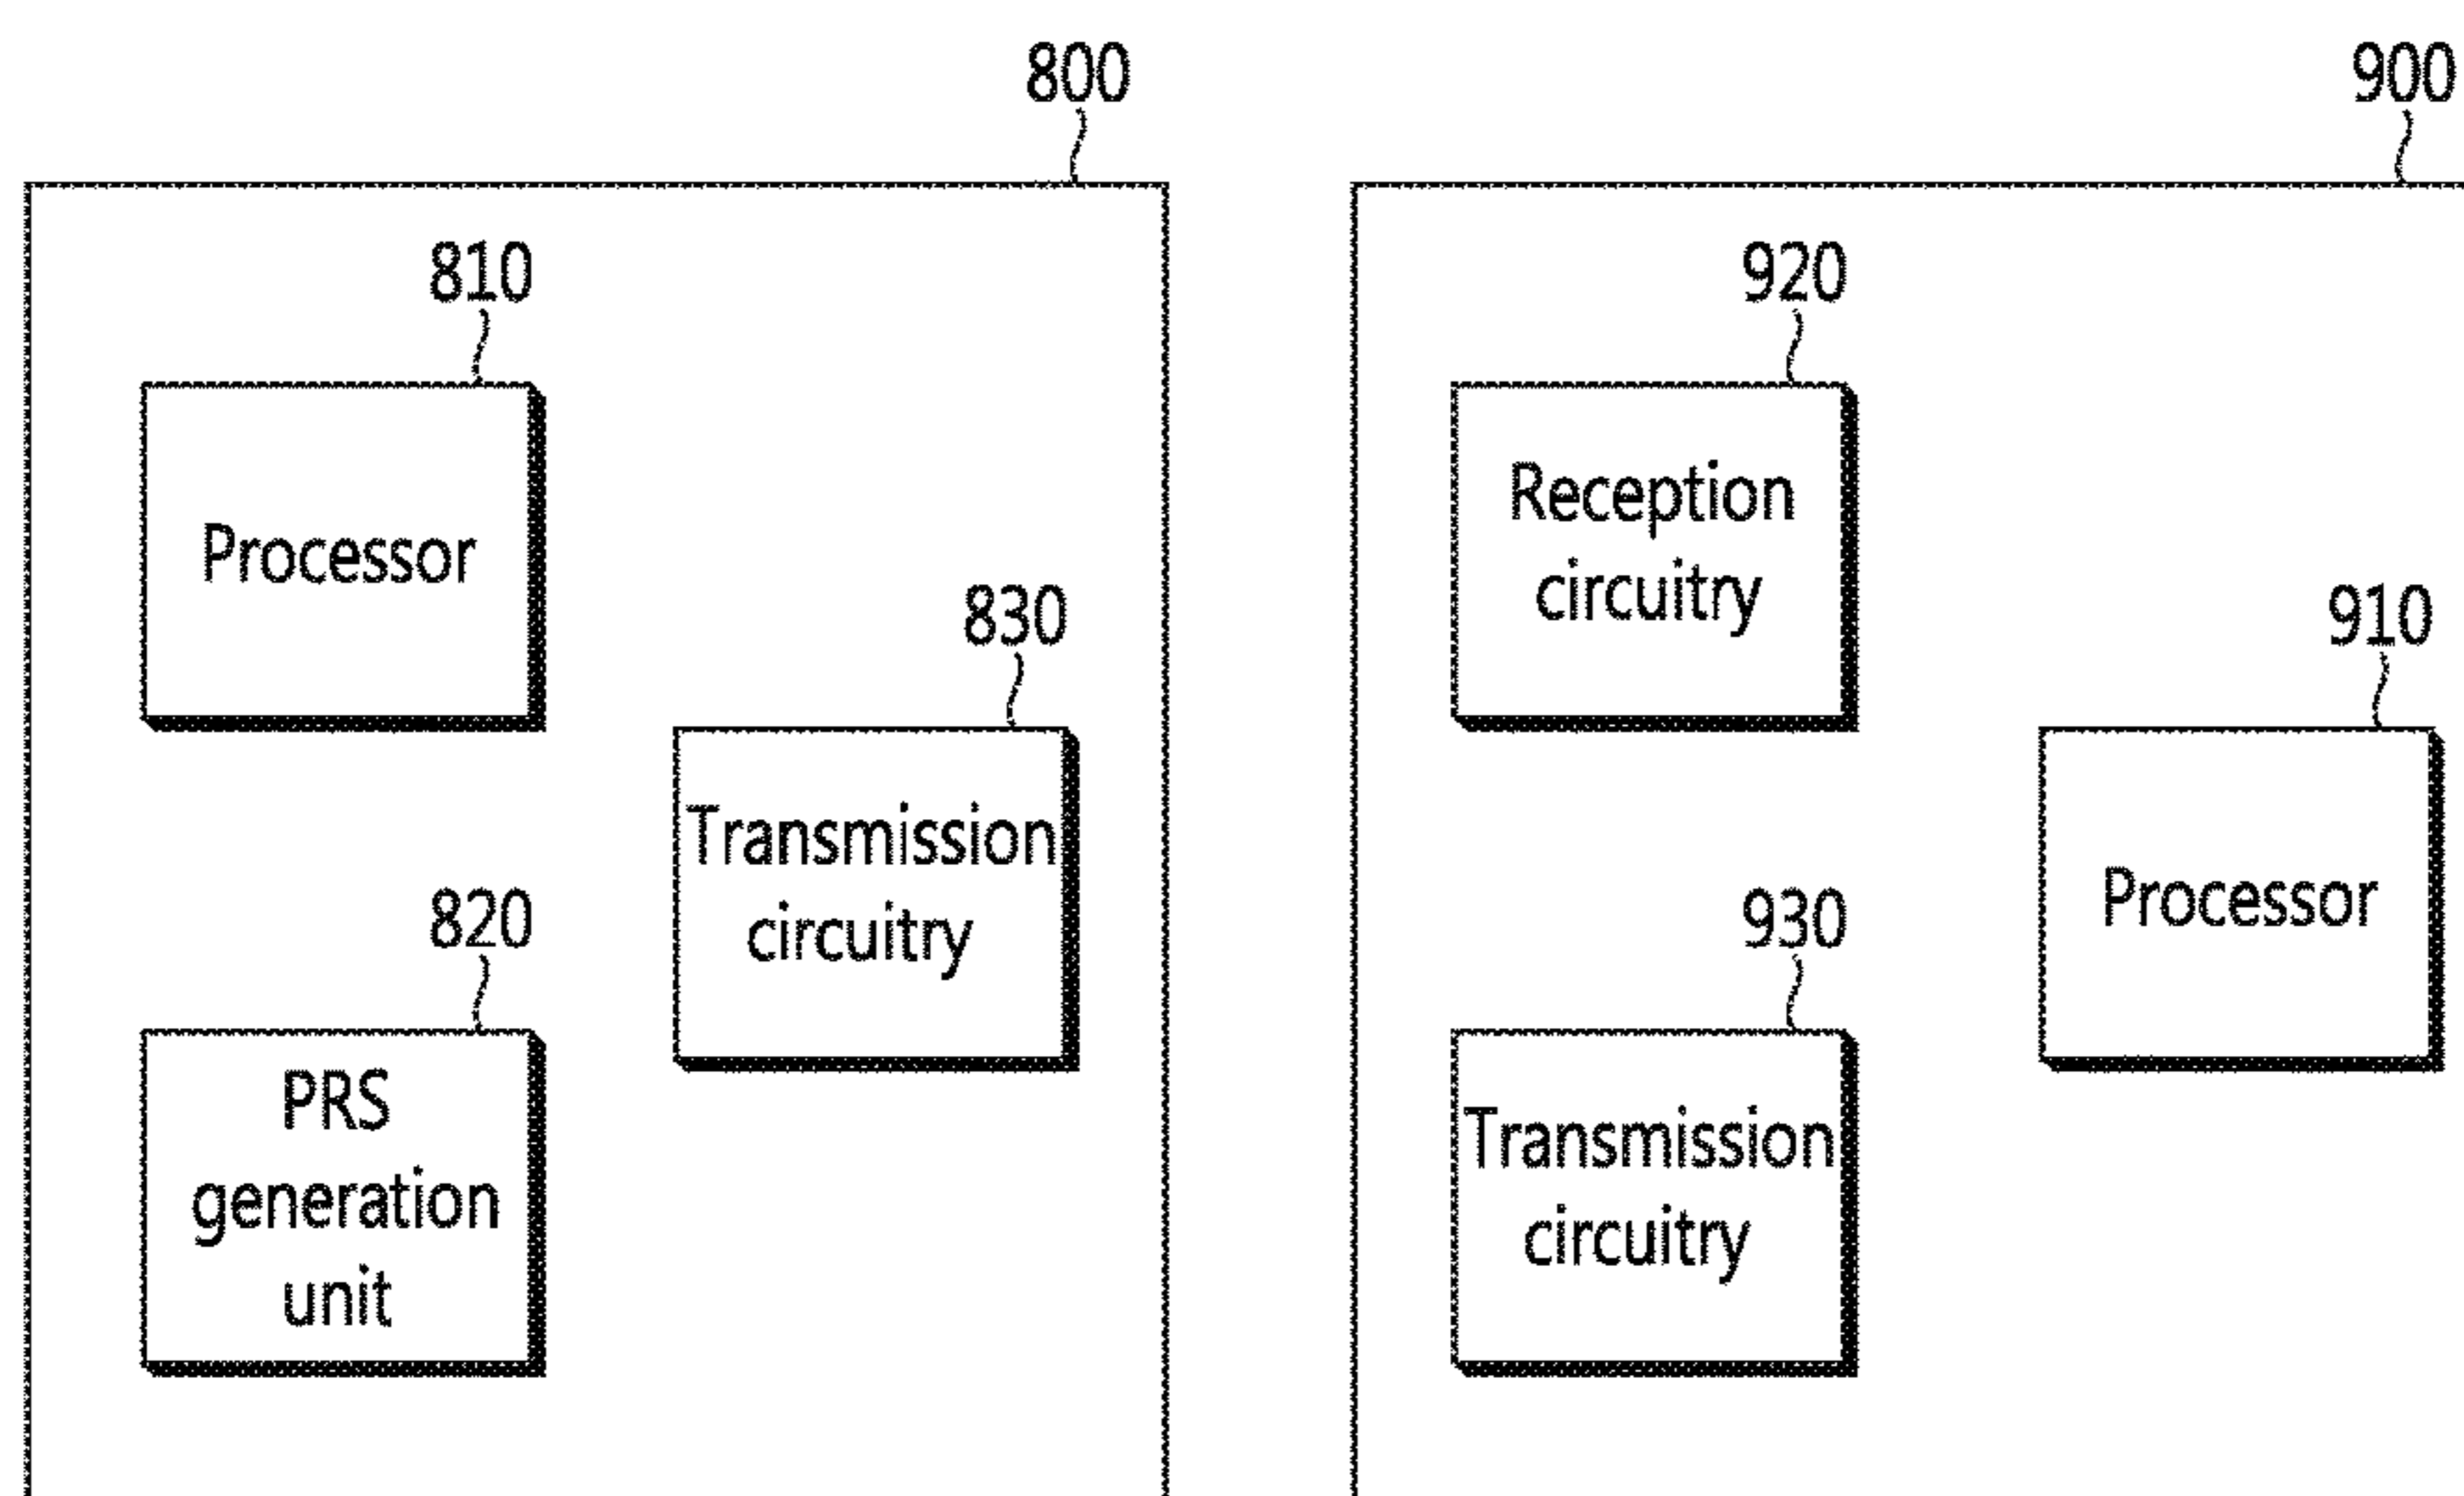 800
810
Processor
830
Transmission
circuitry
820
PRS
generation
unit
900
920
Reception
circuitry
910
Processor
930
Transmission
circuitry